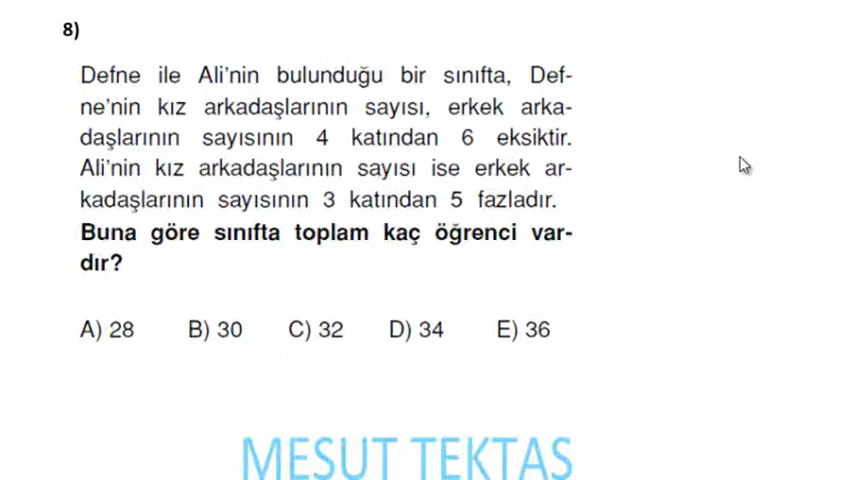 8)
Defne ile Ali'nin bulunduğu bir sınıfta, Def-
ne'nin kız arkadaşlarının sayısı, erkek arka-
daşlarının sayısının 4 katından 6 eksiktir.
Ali'nin kız arkadaşlarının sayısı ise erkek ar-
kadaşlarının sayısının 3 katından 5 fazladır.
Buna göre sınıfta toplam kaç öğrenci var-
dır?
A) 28 B) 30 C) 32 D) 34 E) 36
MESUT TEKTAS